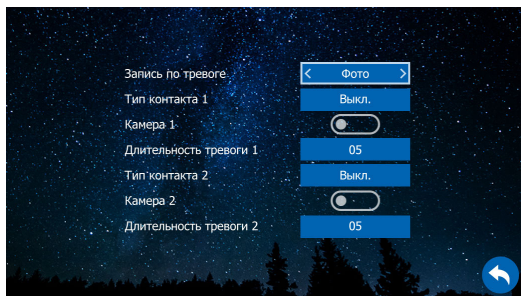 Запись по тревоге < Фото >
Тип контакта 1 Выкл.
Камера 1
Длительность тревоги 1 05
Тип контакта 2 Выкл.
Камера 2
Длительность тревоги 2 05